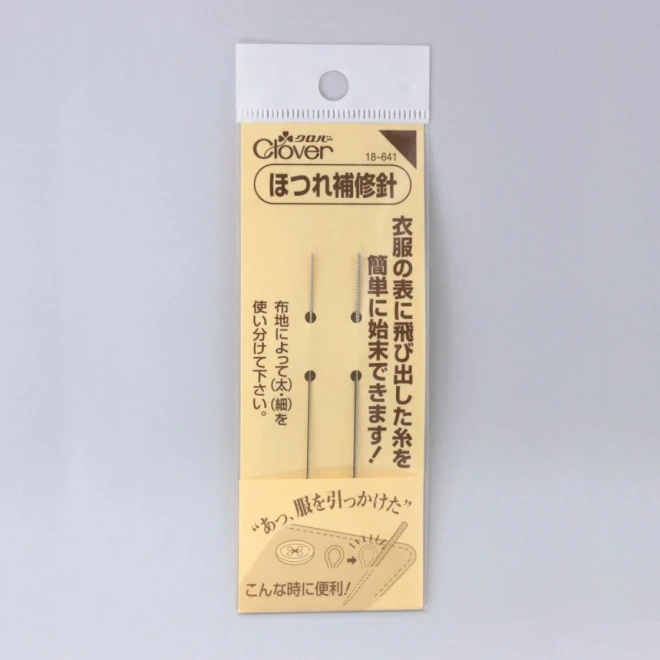 クロバー
Clover
18-641
ほつれ補修針
衣服の表に飛び出した糸を
簡単に始末できます!
布地によって(太)・(細)を
使い分けて下さい。
“あっ、服を引っかけた”
こんな時に便利!